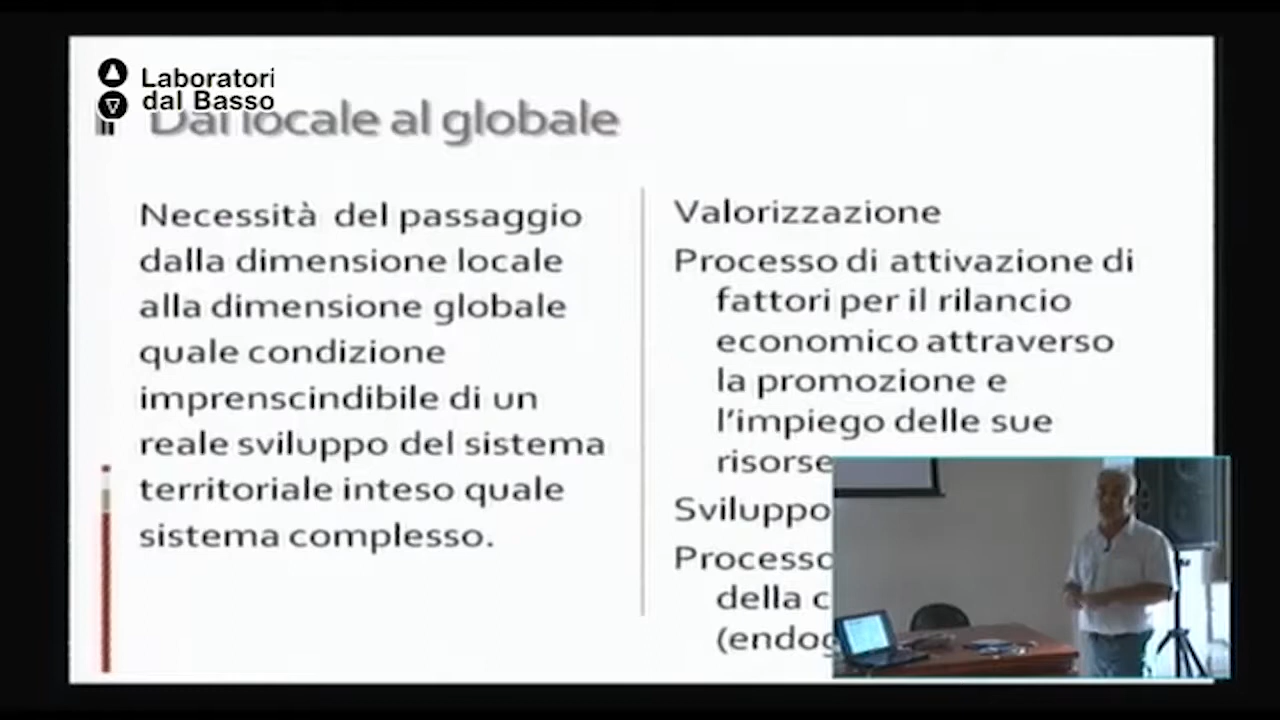 Laboratori
dal Basso
Dal locale al globale
Necessità del passaggio
dalla dimensione locale
alla dimensione globale
quale condizione
imprenscindibile di un
reale sviluppo del sistema
territoriale inteso quale
sistema complesso.
Valorizzazione
Processo di attivazione di
fattori per il rilancio
economico attraverso
la promozione e
l’impiego delle sue
risorse
Sviluppo
Processo
della c
(endog